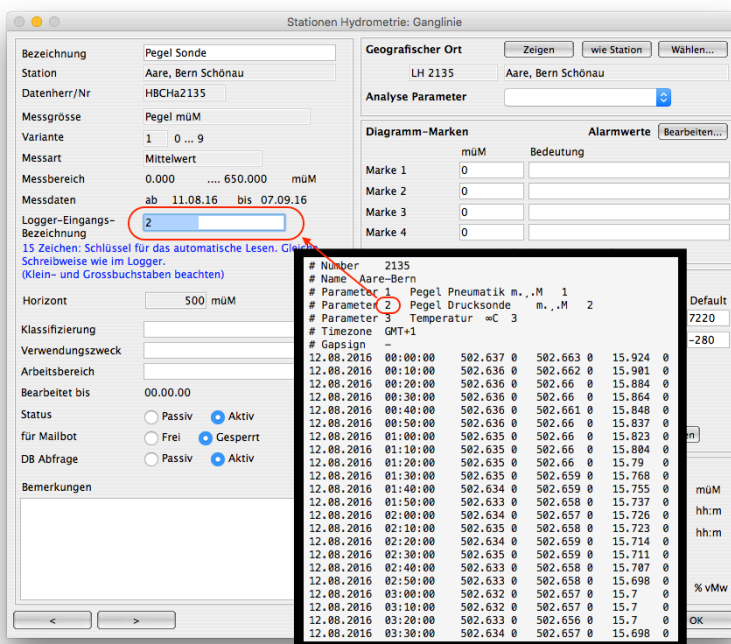 Stationen Hydrometrie: Ganglinie
Bezeichnung Pegel Sonde
Station Aare, Bern Schönau
Datenherr/Nr HBCHa2135
Messgrösse Pegel müM
Variante 1 0 ... 9
Messart Mittelwert
Messbereich 0.000 .... 650.000 müM
Messdaten ab 11.08.16 bis 07.09.16
Logger-Eingangs-
Bezeichnung 2
15 Zeichen: Schlüssel für das automatische Lesen. Gleiche
Schreibweise wie im Logger.
(Klein- und Grossbuchstaben beachten)
Horizont 500 müM
Klassifizierung
Verwendungszweck
Arbeitsbereich
Bearbeitet bis 00.00.00
Status Passiv Aktiv
für Mailbot Frei Gesperrt
DB Abfrage Passiv Aktiv
Bemerkungen
< >
Geografischer Ort Zeigen wie Station Wählen...
LH 2135 Aare, Bern Schönau
Analyse Parameter
Diagramm-Marken Alarmwerte Bearbeiten...
müM Bedeutung
Marke 1 0
Marke 2 0
Marke 3 0
Marke 4 0
Default
7220
-280
en
müM
hh:m
hh:m
% vMw
OK
# Number 2135
# Name Aare-Bern
# Parameter 1 Pegel Pneumatik m.¸.M 1
# Parameter 2 Pegel Drucksonde m.¸.M 2
# Parameter 3 Temperatur ∞C 3
# Timezone GMT+1
# Gapsign -
12.08.2016 00:00:00 502.637 0 502.663 0 15.924 0
12.08.2016 00:10:00 502.636 0 502.662 0 15.901 0
12.08.2016 00:20:00 502.636 0 502.66 0 15.884 0
12.08.2016 00:30:00 502.636 0 502.66 0 15.864 0
12.08.2016 00:40:00 502.636 0 502.661 0 15.848 0
12.08.2016 00:50:00 502.636 0 502.66 0 15.837 0
12.08.2016 01:00:00 502.635 0 502.66 0 15.823 0
12.08.2016 01:10:00 502.635 0 502.66 0 15.804 0
12.08.2016 01:20:00 502.635 0 502.66 0 15.79 0
12.08.2016 01:30:00 502.635 0 502.659 0 15.768 0
12.08.2016 01:40:00 502.634 0 502.659 0 15.755 0
12.08.2016 01:50:00 502.633 0 502.658 0 15.737 0
12.08.2016 02:00:00 502.634 0 502.657 0 15.726 0
12.08.2016 02:10:00 502.635 0 502.658 0 15.723 0
12.08.2016 02:20:00 502.634 0 502.659 0 15.714 0
12.08.2016 02:30:00 502.635 0 502.659 0 15.711 0
12.08.2016 02:40:00 502.633 0 502.658 0 15.707 0
12.08.2016 02:50:00 502.633 0 502.658 0 15.698 0
12.08.2016 03:00:00 502.632 0 502.657 0 15.7 0
12.08.2016 03:10:00 502.632 0 502.657 0 15.7 0
12.08.2016 03:20:00 502.633 0 502.656 0 15.7 0
12.08.2016 03:30:00 502.634 0 502.657 0 15.698 0